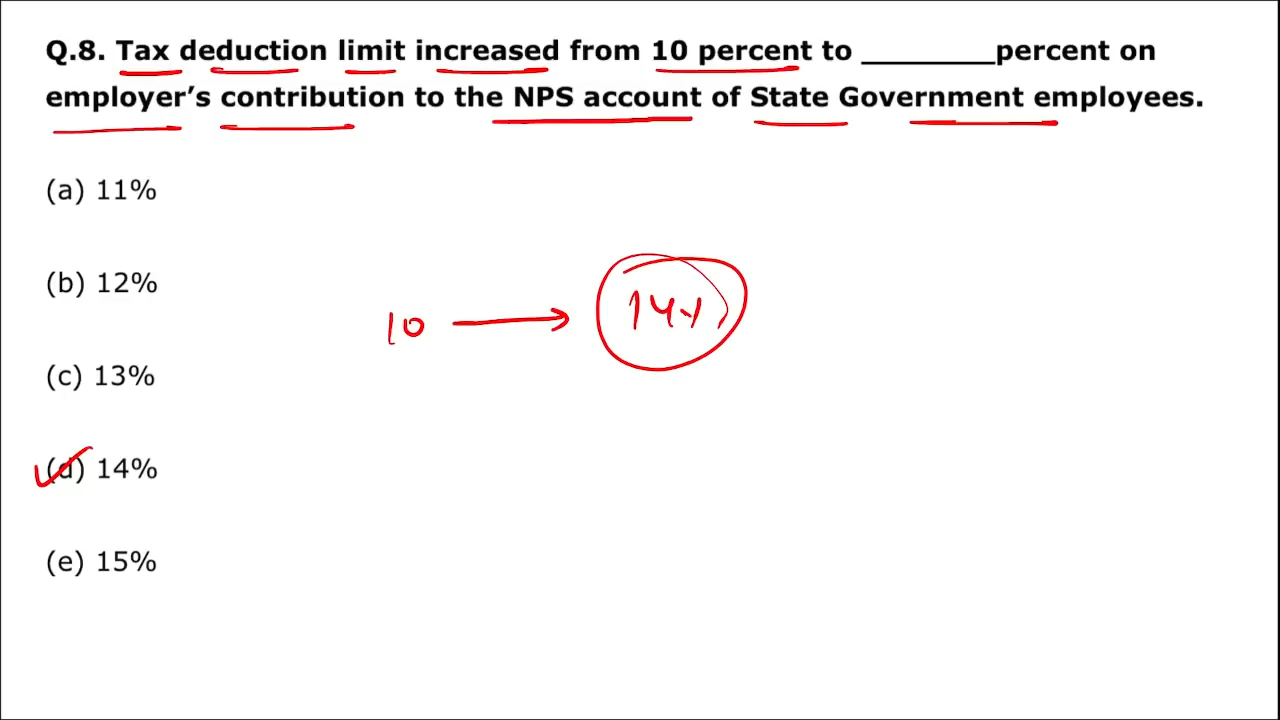 Q.8. Tax deduction limit increased from 10 percent to ________percent on
employer’s contribution to the NPS account of State Government employees.
(a) 11%
(b) 12%
10 14%
(c) 13%
(d) 14%
(e) 15%